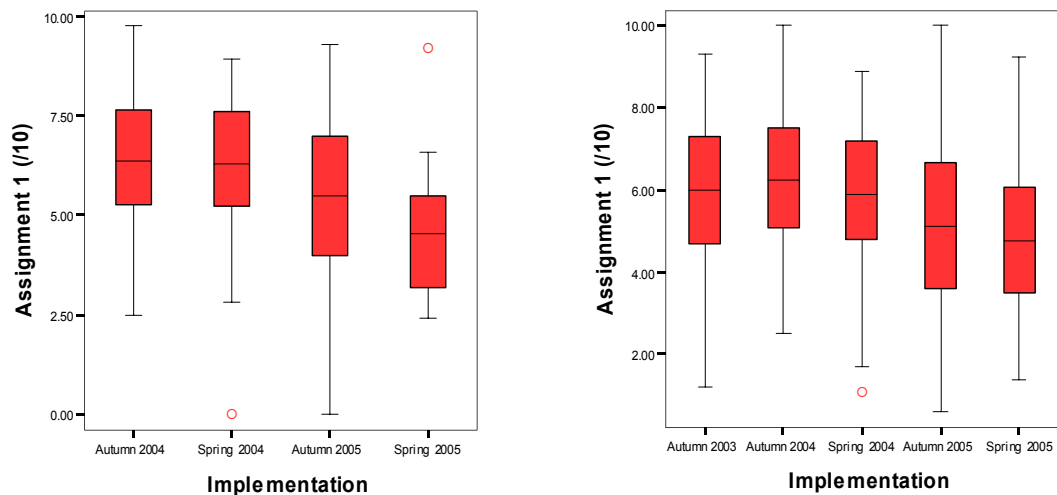 10.00
7.50
5.00
2.50
0.00
Assignment 1 (/10)
Autumn 2004 Spring 2004 Autumn 2005 Spring 2005
Implementation
10.00
8.00
6.00
4.00
2.00
Assignment 1 (/10)
Autumn 2003 Autumn 2004 Spring 2004 Autumn 2005 Spring 2005
Implementation